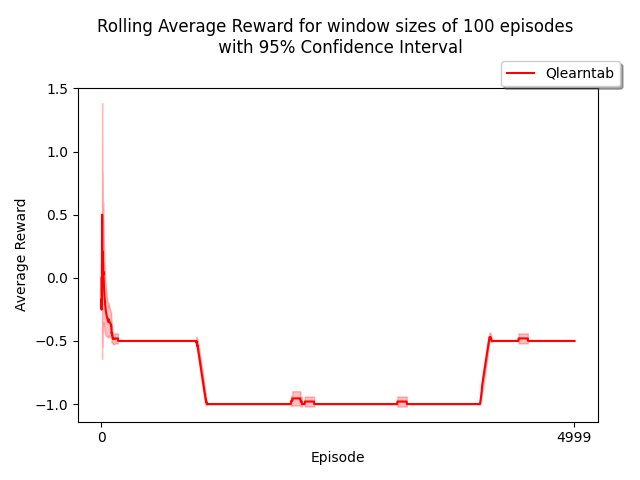 Rolling Average Reward for window sizes of 100 episodes
with 95% Confidence Interval
Qlearntab
1.5
1.0
0.5
0.0
−0.5
−1.0
Average Reward
0
4999
Episode